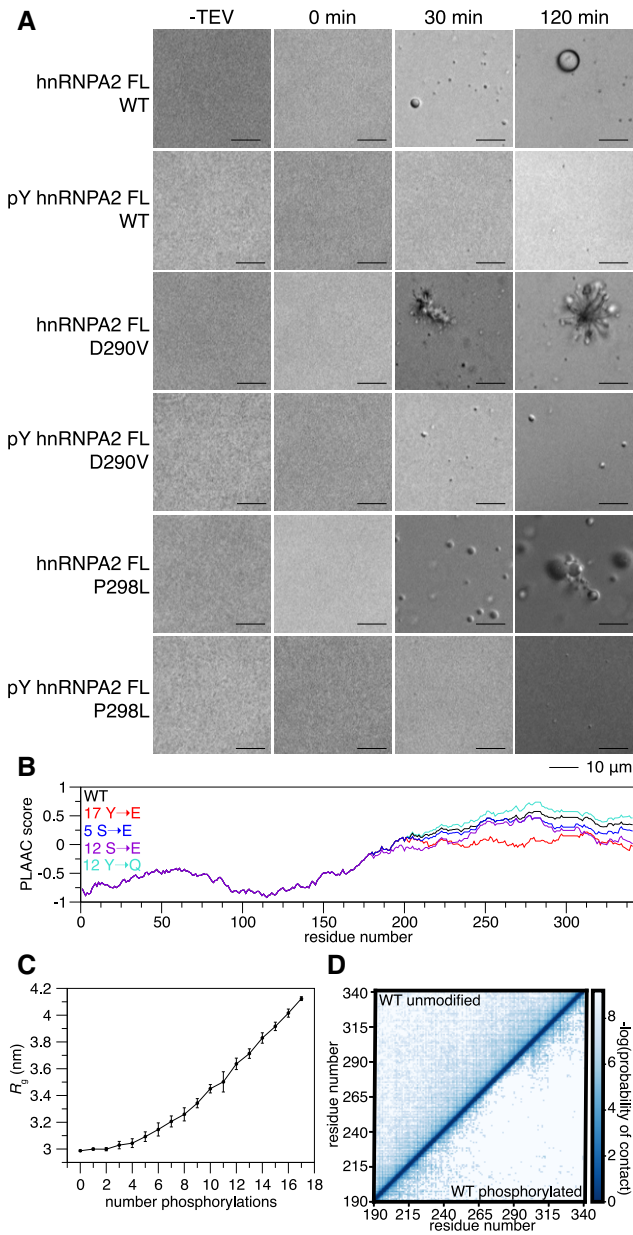 A
-TEV 0 min 30 min 120 min
hnRNPA2 FL
WT
pY hnRNPA2 FL
WT
hnRNPA2 FL
D290V
pY hnRNPA2 FL
D290V
hnRNPA2 FL
P298L
pY hnRNPA2 FL
P298L
10 µm
B
PLAAC score
1
0.5
0
-0.5
-1
WT
17 Y→E
5 S→E
12 S→E
12 Y→Q
0 50 100 150 200 250 300
residue number
C
Rg (nm)
4.2
4
3.8
3.6
3.4
3.2
3
0 2 4 6 8 10 12 14 16 18
number phosphorylations
D
residue number
340
315
290
265
240
215
190
WT unmodified
WT phosphorylated
190 215 240 265 290 315 340
residue number
8
6
4
2
0
-log(probability of contact)